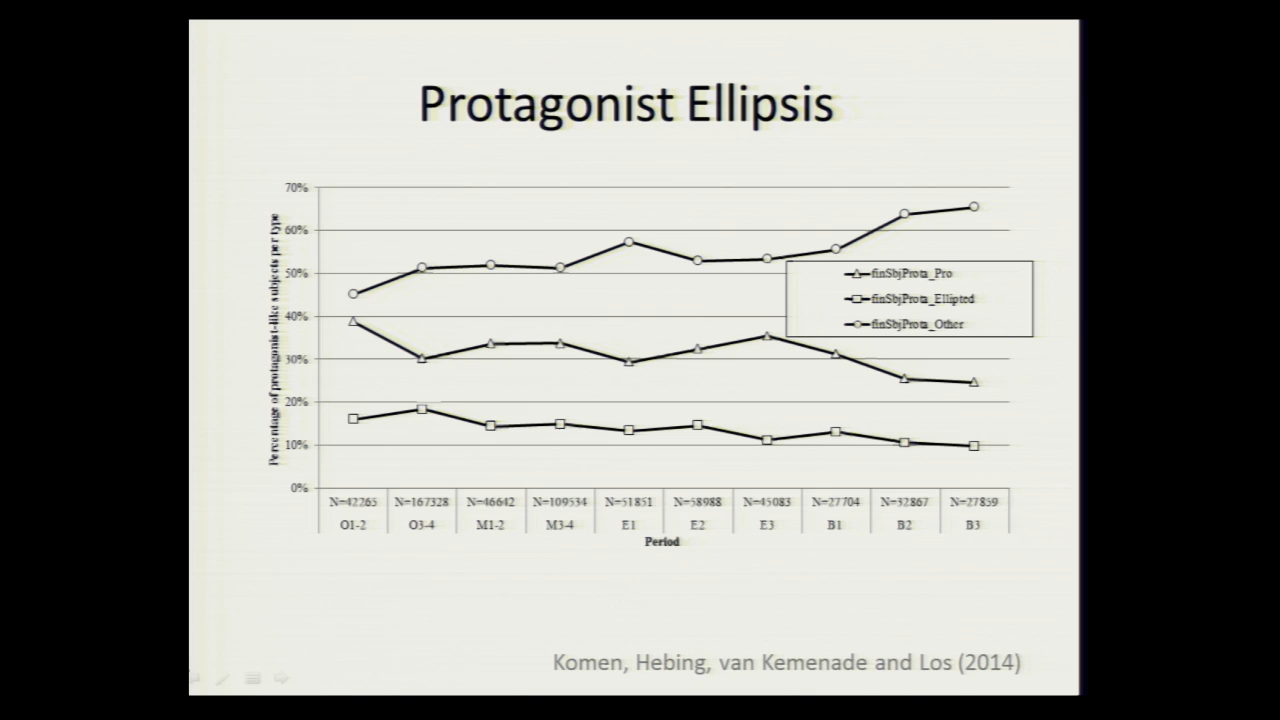 Protagonist Ellipsis
Percentage of protagonist-like subjects per type
70%
60%
50%
40%
30%
20%
10%
0%
finSbjProta_Pro
finSbjProta_Ellipted
finSbjProta_Other
N=42265 N=167328 N=46642 N=109534 N=51851 N=58988 N=45083 N=27704 N=32867 N=27859
O1-2 O3-4 M1-2 M3-4 E1 E2 E3 B1 B2 B3
Period
Komen, Hebing, van Kemenade and Los (2014)